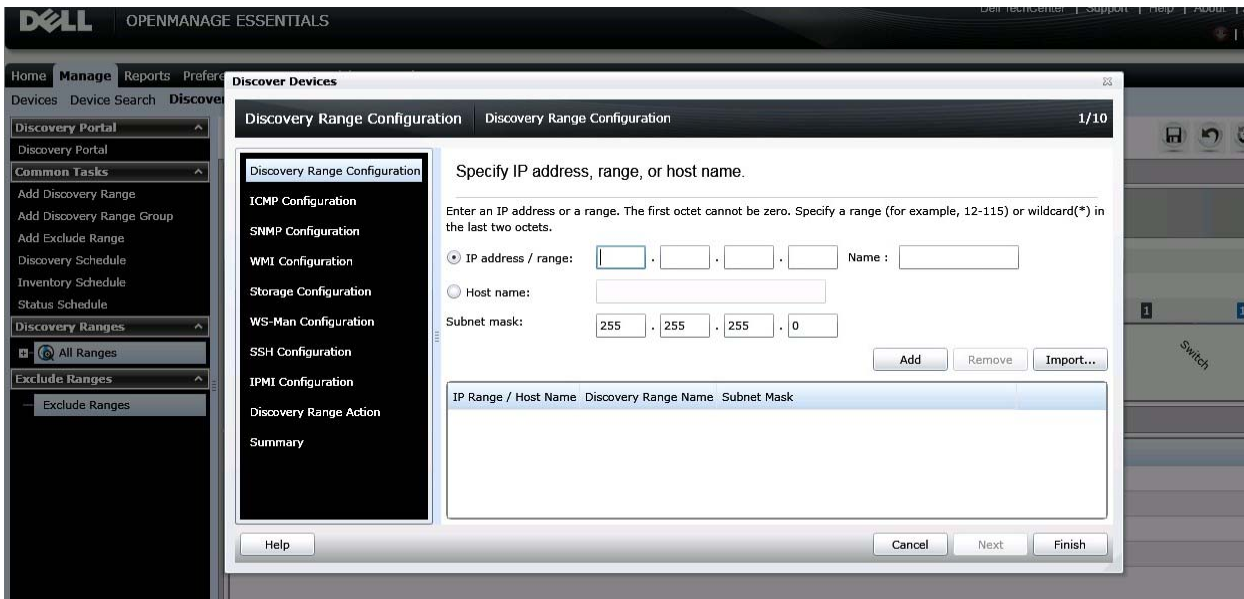 DELL OPENMANAGE ESSENTIALS
Dell TechCenter | Support | Help | About
Home Manage Reports
Devices Device Search
Discovery Portal
Discovery Portal
Common Tasks
Add Discovery Range
Add Discovery Range Group
Add Exclude Range
Discovery Schedule
Inventory Schedule
Status Schedule
Discovery Ranges
All Ranges
Exclude Ranges
Exclude Ranges
Discover Devices
Discovery Range Configuration Discovery Range Configuration 1/10
Discovery Range Configuration
ICMP Configuration
SNMP Configuration
WMI Configuration
Storage Configuration
WS-Man Configuration
SSH Configuration
IPMI Configuration
Discovery Range Action
Summary
Specify IP address, range, or host name.
Enter an IP address or a range. The first octet cannot be zero. Specify a range (for example, 12-115) or wildcard(*) in
the last two octets.
IP address / range: . . . Name :
Host name:
Subnet mask: 255 . 255 . 255 . 0
Add Remove Import...
IP Range / Host Name Discovery Range Name Subnet Mask
Help Cancel Next Finish
1
Switch